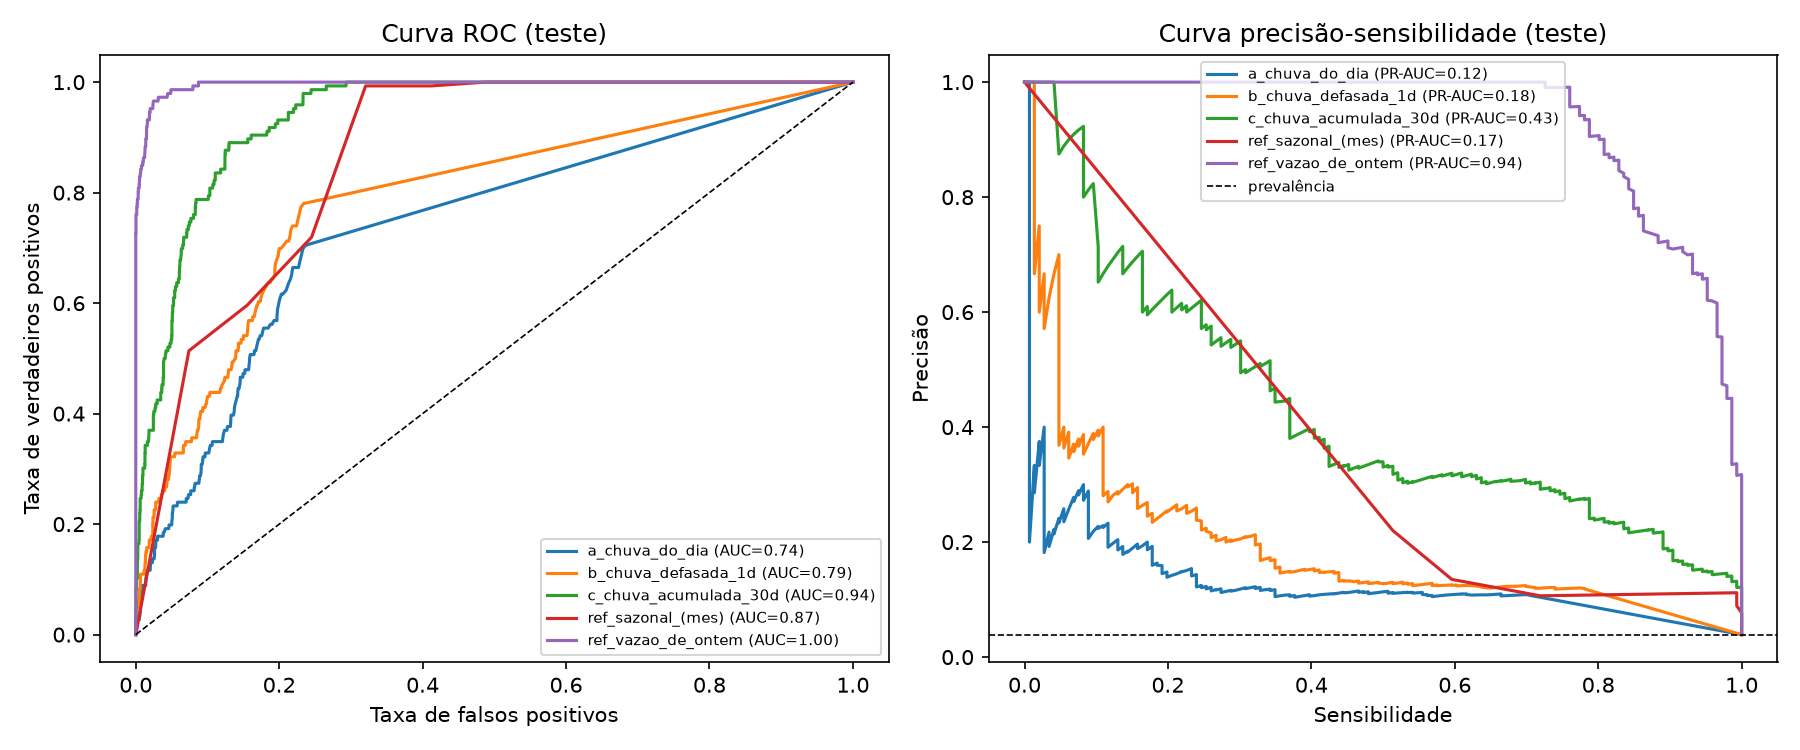 Curva ROC (teste)
1.0
0.8
0.6
0.4
0.2
0.0
Taxa de verdadeiros positivos
a_chuva_do_dia (AUC=0.74)
b_chuva_defasada_1d (AUC=0.79)
c_chuva_acumulada_30d (AUC=0.94)
ref_sazonal_(mes) (AUC=0.87)
ref_vazao_de_ontem (AUC=1.00)
0.0 0.2 0.4 0.6 0.8 1.0
Taxa de falsos positivos
Curva precisão-sensibilidade (teste)
a_chuva_do_dia (PR-AUC=0.12)
b_chuva_defasada_1d (PR-AUC=0.18)
c_chuva_acumulada_30d (PR-AUC=0.43)
ref_sazonal_(mes) (PR-AUC=0.17)
ref_vazao_de_ontem (PR-AUC=0.94)
prevalência
1.0
0.8
0.6
0.4
0.2
0.0
Precisão
0.0 0.2 0.4 0.6 0.8 1.0
Sensibilidade